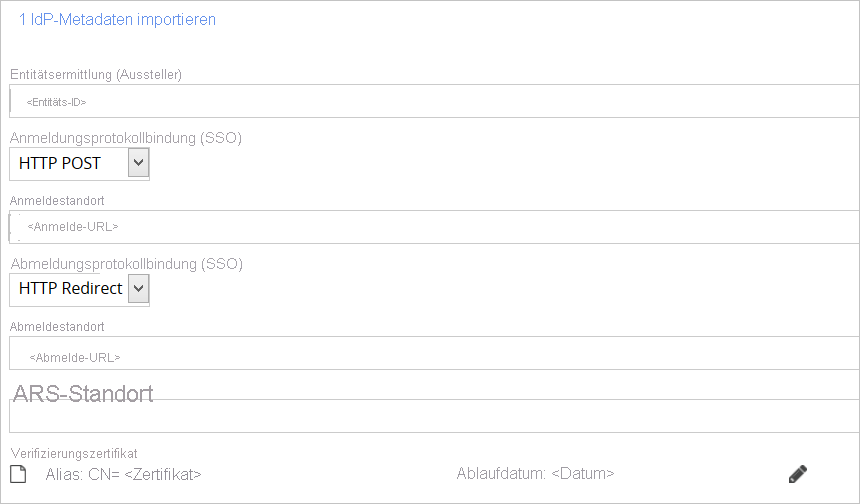 1 IdP-Metadaten importieren
Entitätsermittlung (Aussteller)
<Entitäts-ID>
Anmeldungsprotokollbindung (SSO)
HTTP POST
Anmeldestandort
<Anmelde-URL>
Abmeldungsprotokollbindung (SSO)
HTTP Redirect
Abmeldestandort
<Abmelde-URL>
ARS-Standort
Verifizierungszertifikat
Alias: CN= <Zertifikat> Ablaufdatum: <Datum>